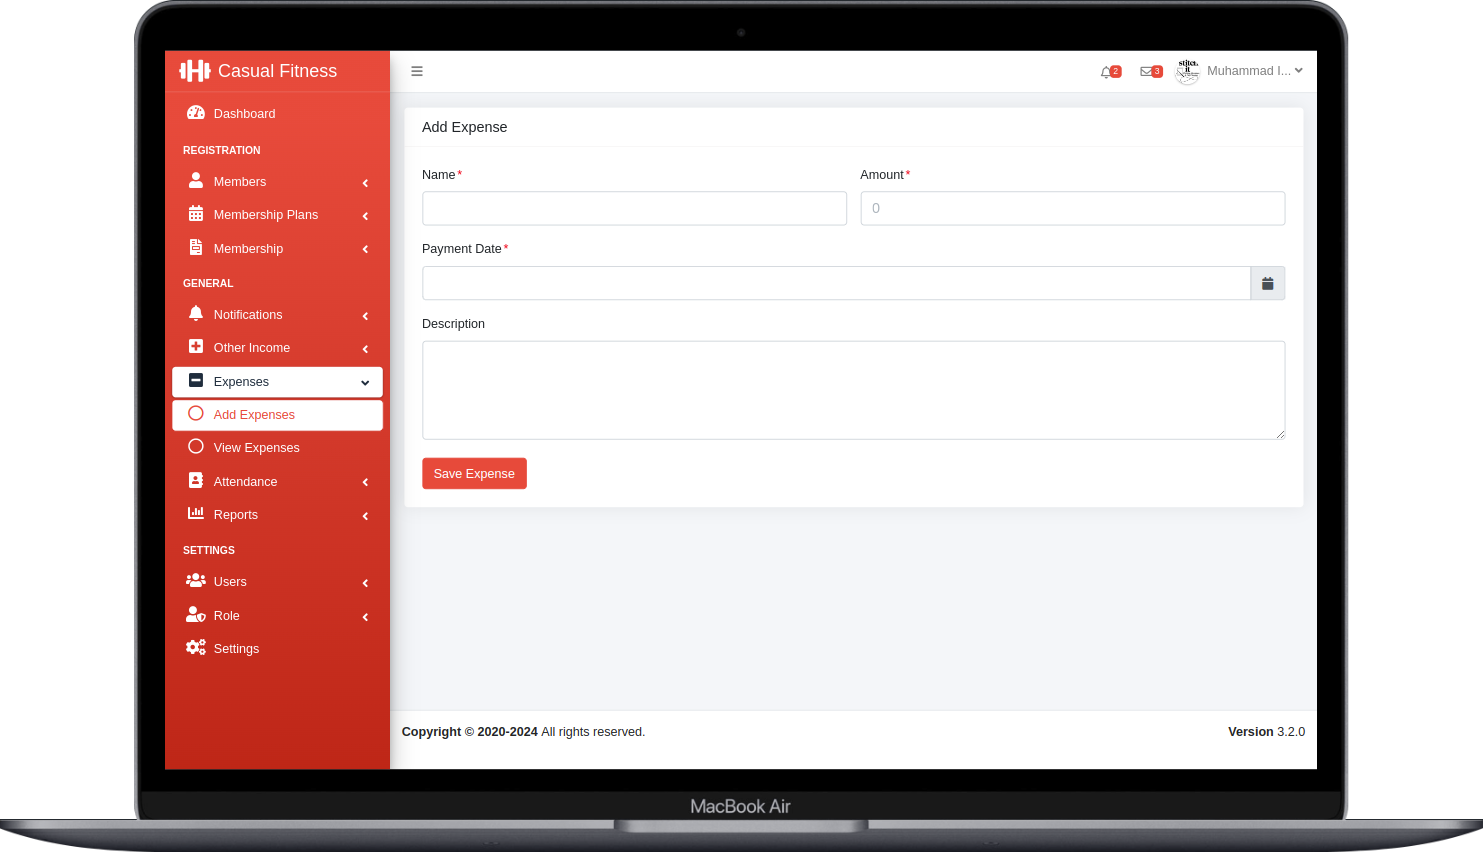 Casual Fitness
2
3
stitch
it
Muhammad I...
Dashboard
REGISTRATION
Members
Membership Plans
Membership
GENERAL
Notifications
Other Income
Expenses
Add Expenses
View Expenses
Attendance
Reports
SETTINGS
Users
Role
Settings
Add Expense
Name*
Amount*
0
Payment Date*
Description
Save Expense
Copyright © 2020-2024 All rights reserved.
Version 3.2.0
MacBook Air